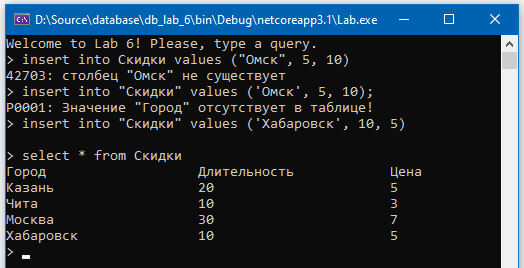 D:\Source\database\db_lab_6\bin\Debug\netcoreapp3.1\Lab.exe
Welcome to Lab 6! Please, type a query.
> insert into Скидки values ("Омск", 5, 10)
42703: столбец "Омск" не существует
> insert into "Скидки" values ('Омск', 5, 10);
P0001: Значение "Город" отсутствует в таблице!
> insert into "Скидки" values ('Хабаровск', 10, 5)
> select * from Скидки
Город Длительность Цена
Казань 20 5
Чита 10 3
Москва 30 7
Хабаровск 10 5
>